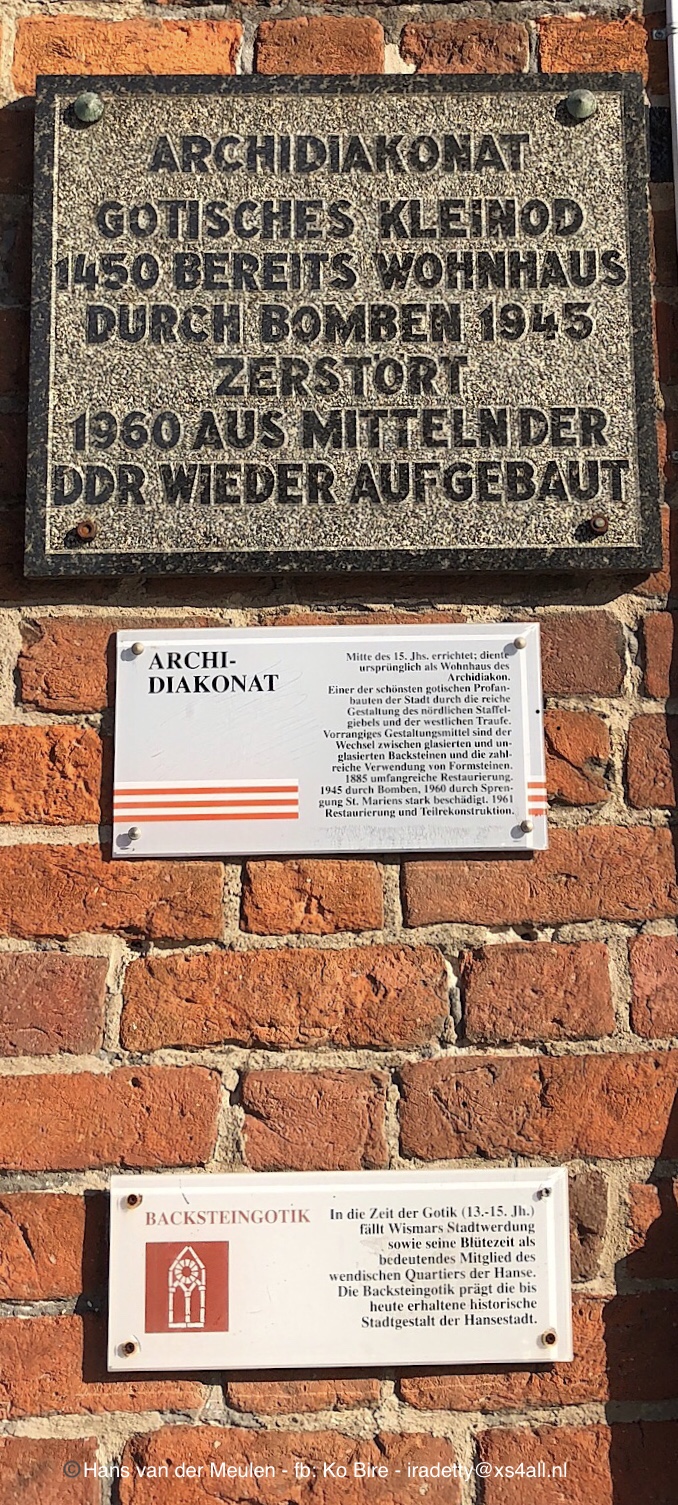 ARCHIDIAKONAT
GOTISCHES KLEINOD
1450 BEREITS WOHNHAUS
DURCH BOMBEN 1945
ZERSTÖRT
1960 AUS MITTELN DER
DDR WIEDER AUFGEBAUT
ARCHI-
DIAKONAT
Mitte des 15. Jhs. errichtet; diente
ursprünglich als Wohnhaus des
Archidiakon.
Einer der schönsten gotischen Profan-
bauten der Stadt durch die reiche
Gestaltung des nördlichen Staffel-
giebels und der westlichen Traufe.
Vorrangiges Gestaltungsmittel sind der
Wechsel zwischen glasierten und un-
glasierten Backsteinen und die zahl-
reiche Verwendung von Formsteinen.
1885 umfangreiche Restaurierung.
1945 durch Bomben, 1960 durch Spren-
gung St. Mariens stark beschädigt. 1961
Restaurierung und Teilrekonstruktion.
BACKSTEINGOTIK
In die Zeit der Gotik (13.-15. Jh.)
fällt Wismars Stadtwerdung
sowie seine Blütezeit als
bedeutendes Mitglied des
wendischen Quartiers der Hanse.
Die Backsteingotik prägt die bis
heute erhaltene historische
Stadtgestalt der Hansestadt.
©Hans van der Meulen - fb: Ko Bire - iradetty@xs4all.nl